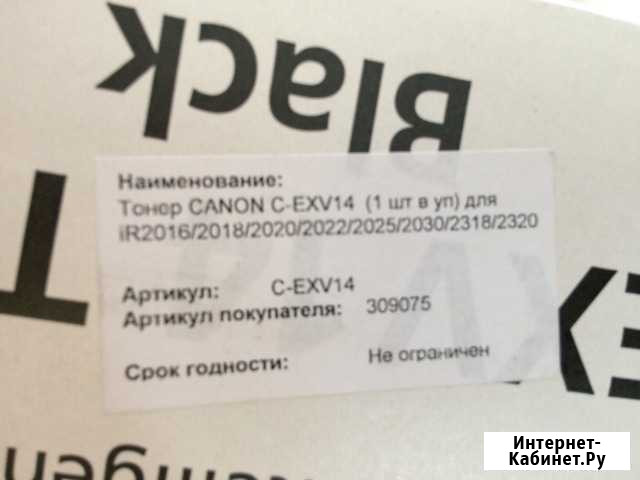 Black
Наименование:
Тонер CANON C-EXV14 (1 шт в уп) для
iR2016/2018/2020/2022/2025/2030/2318/2320
Артикул: C-EXV14
Артикул покупателя: 309075
Срок годности: Не ограничен
Интернет-
Кабинет.Ру